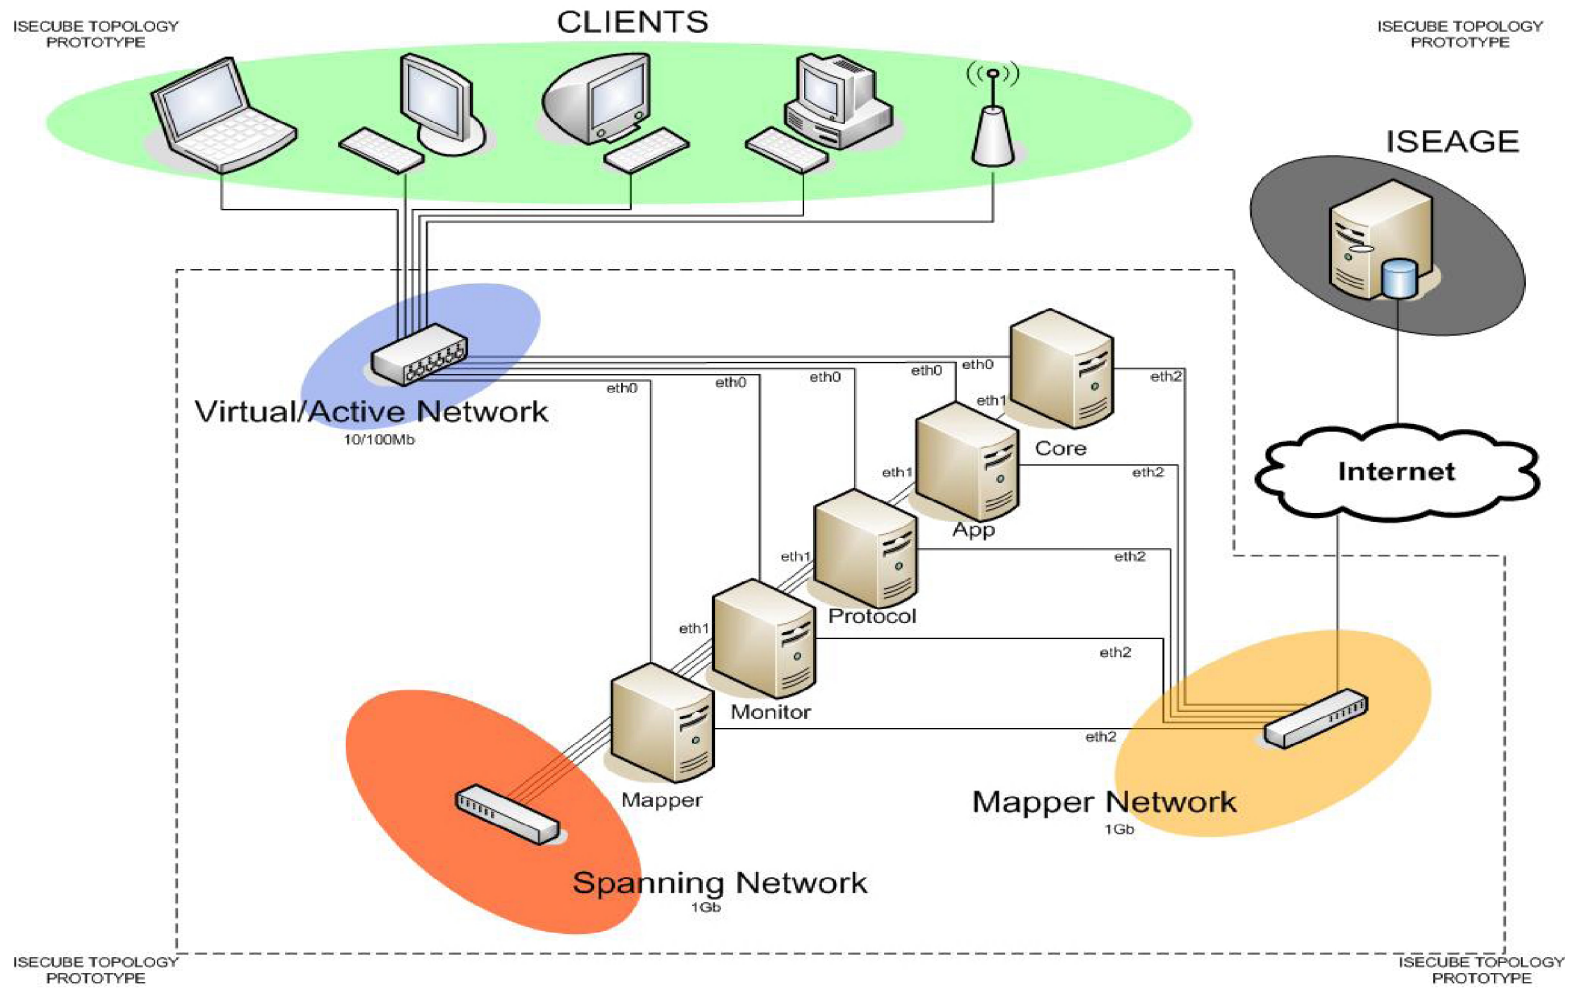 ISECUBE TOPOLOGY
PROTOTYPE
CLIENTS
ISECUBE TOPOLOGY
PROTOTYPE
ISEAGE
eth0
eth0
eth0
eth0
eth0
eth2
Virtual/Active Network
10/100Mb
eth1
Core
eth1
eth2
Internet
App
eth1
eth2
Protocol
eth1
eth2
Monitor
eth2
Mapper
Mapper Network
1Gb
Spanning Network
1Gb
ISECUBE TOPOLOGY
PROTOTYPE
ISECUBE TOPOLOGY
PROTOTYPE